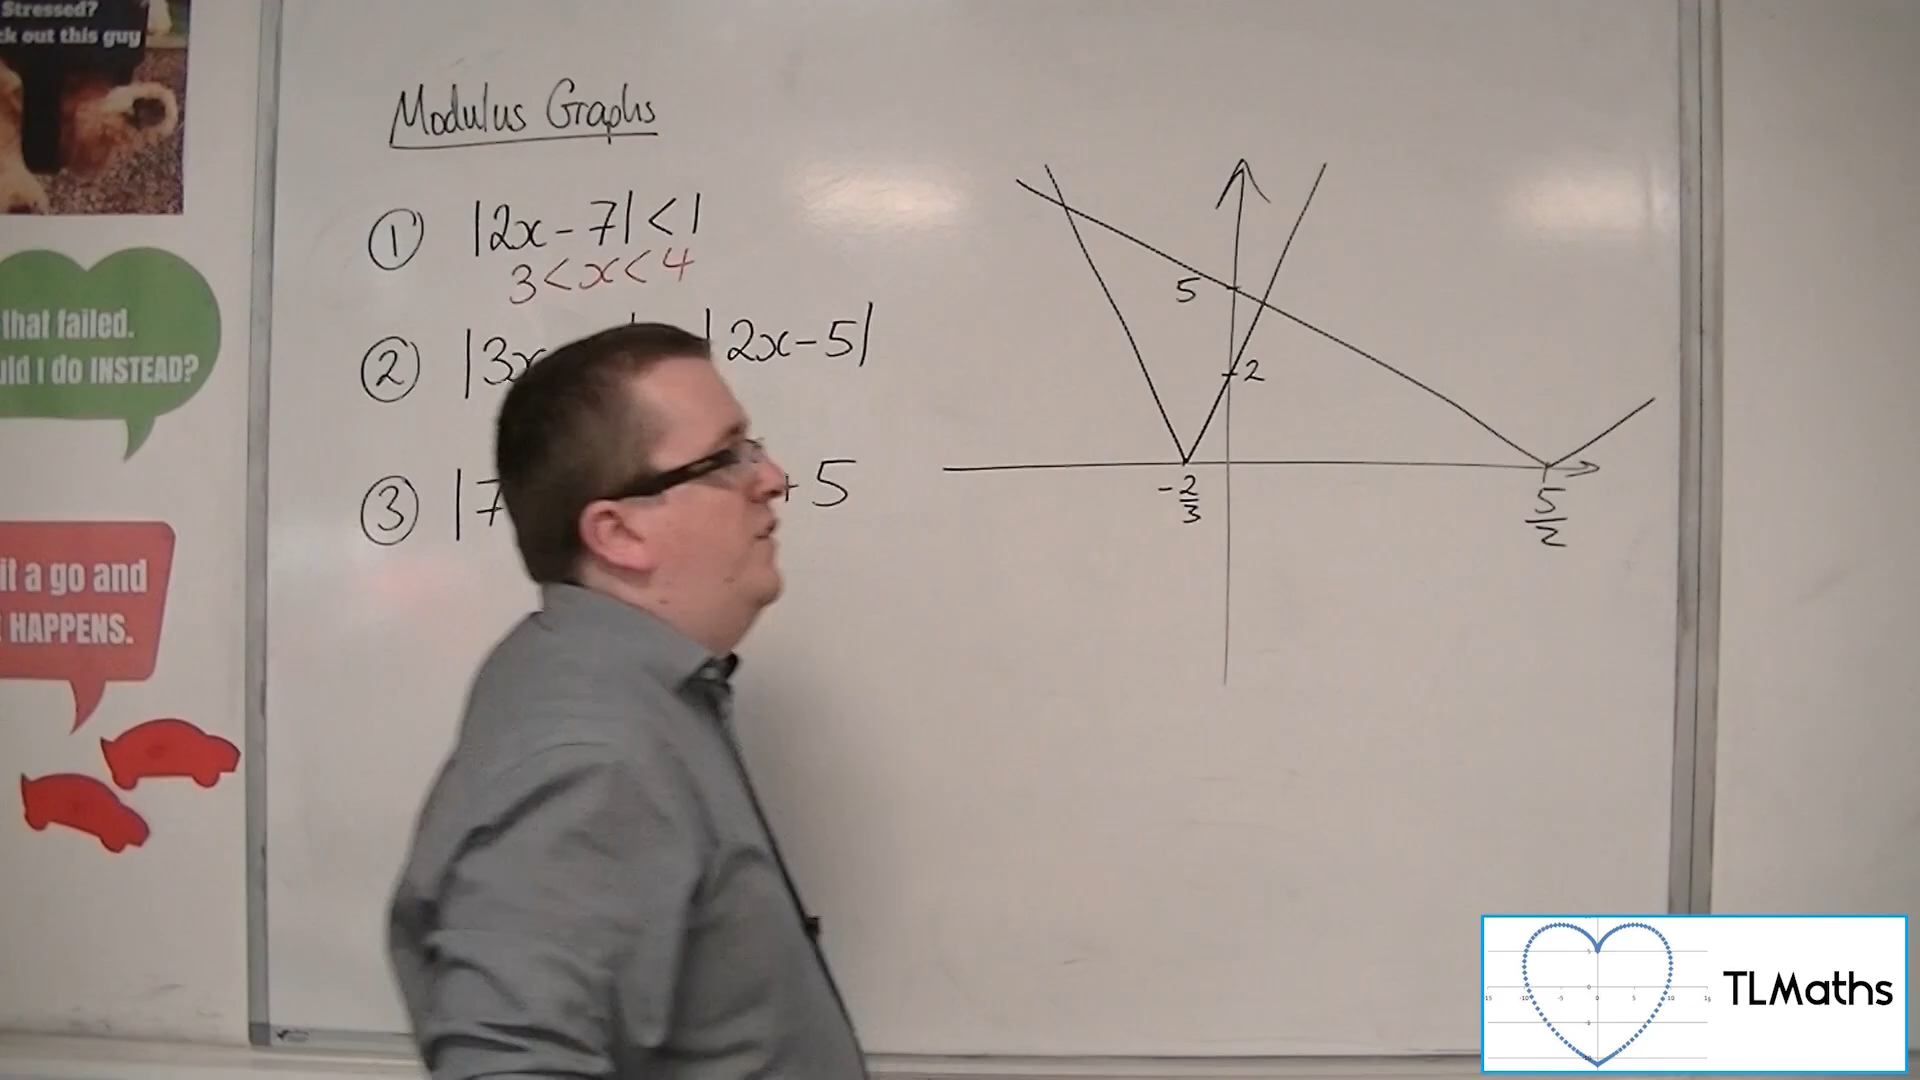 Stressed?
ck out this guy
that failed.
uld I do INSTEAD?
it a go and
HAPPENS.
Modulus Graphs
① |2x-7|<1
3<x<4
② |3x |2x-5|
③ |7 +5
5
2
-2/3
5/2
TLMaths